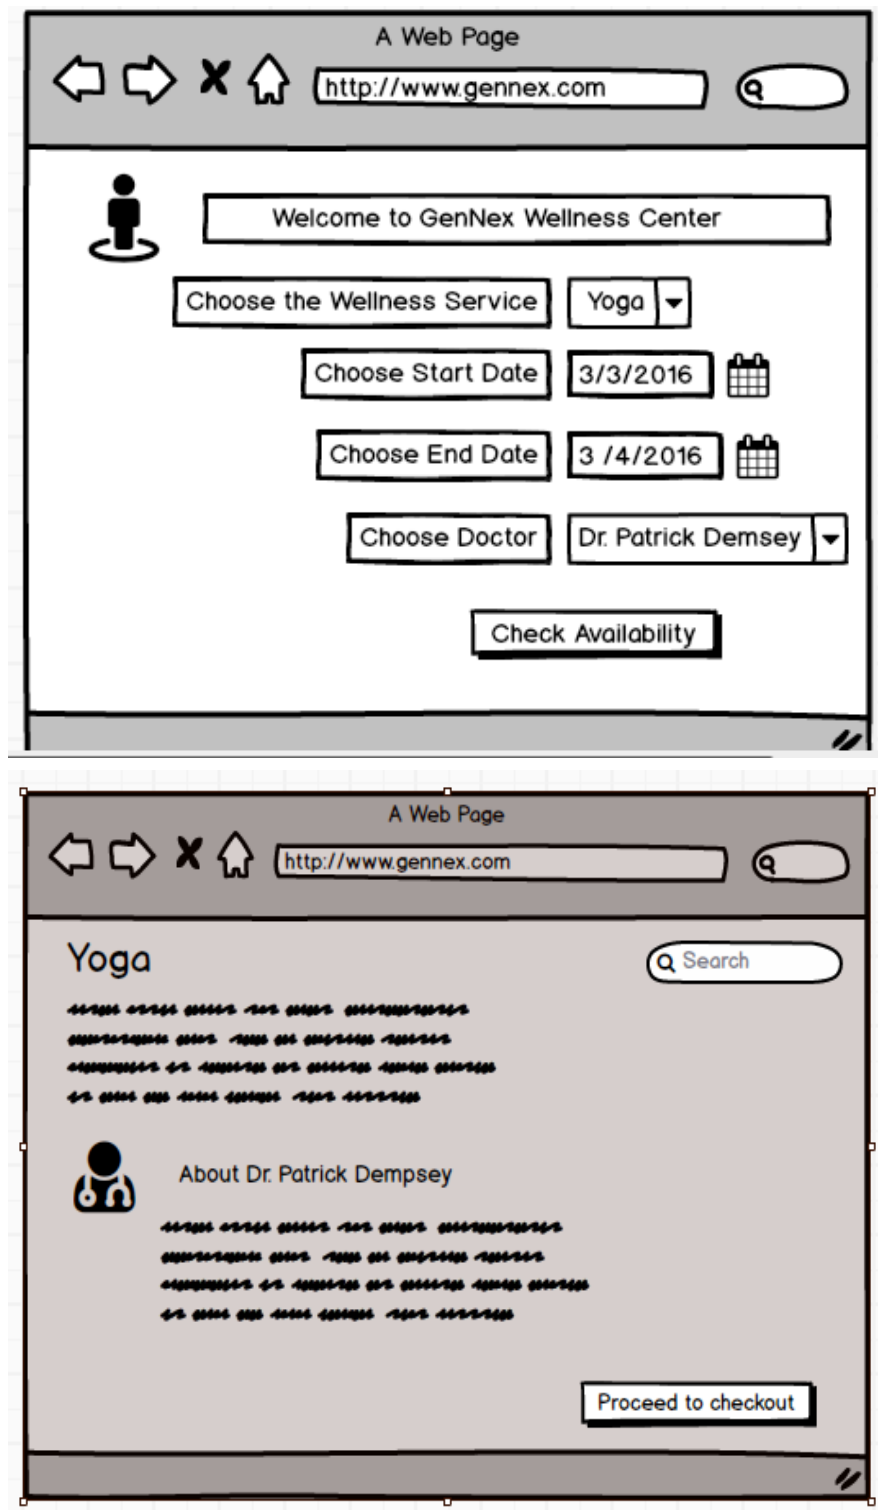 A Web Page
http://www.gennex.com
Welcome to GenNex Wellness Center
Choose the Wellness Service Yoga
Choose Start Date 3/3/2016
Choose End Date 3 /4/2016
Choose Doctor Dr. Patrick Demsey
Check Availability
A Web Page
http://www.gennex.com
Yoga Search
About Dr. Patrick Dempsey
Proceed to checkout